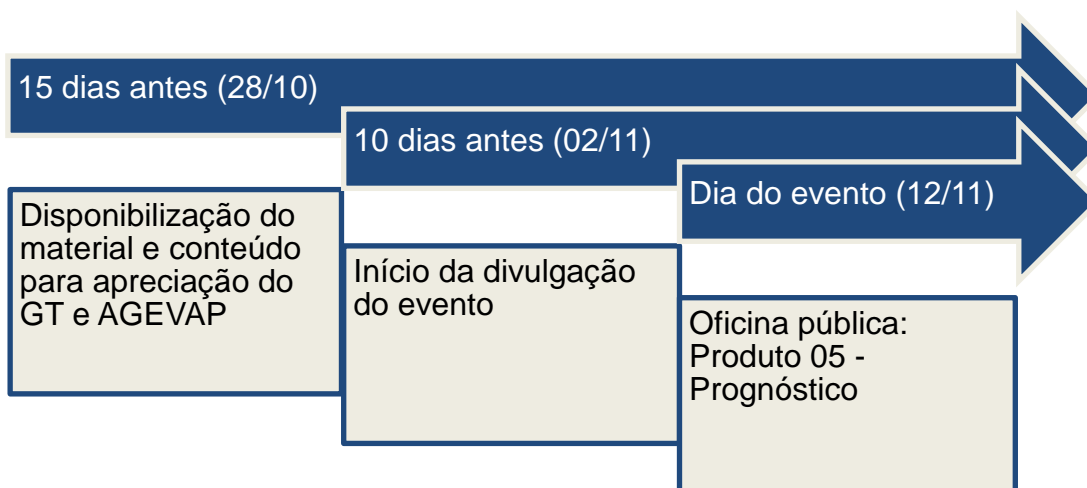 15 dias antes (28/10)
10 dias antes (02/11)
Dia do evento (12/11)
Disponibilização do
material e conteúdo
para apreciação do
GT e AGEVAP
Início da divulgação
do evento
Oficina pública:
Produto 05 -
Prognóstico